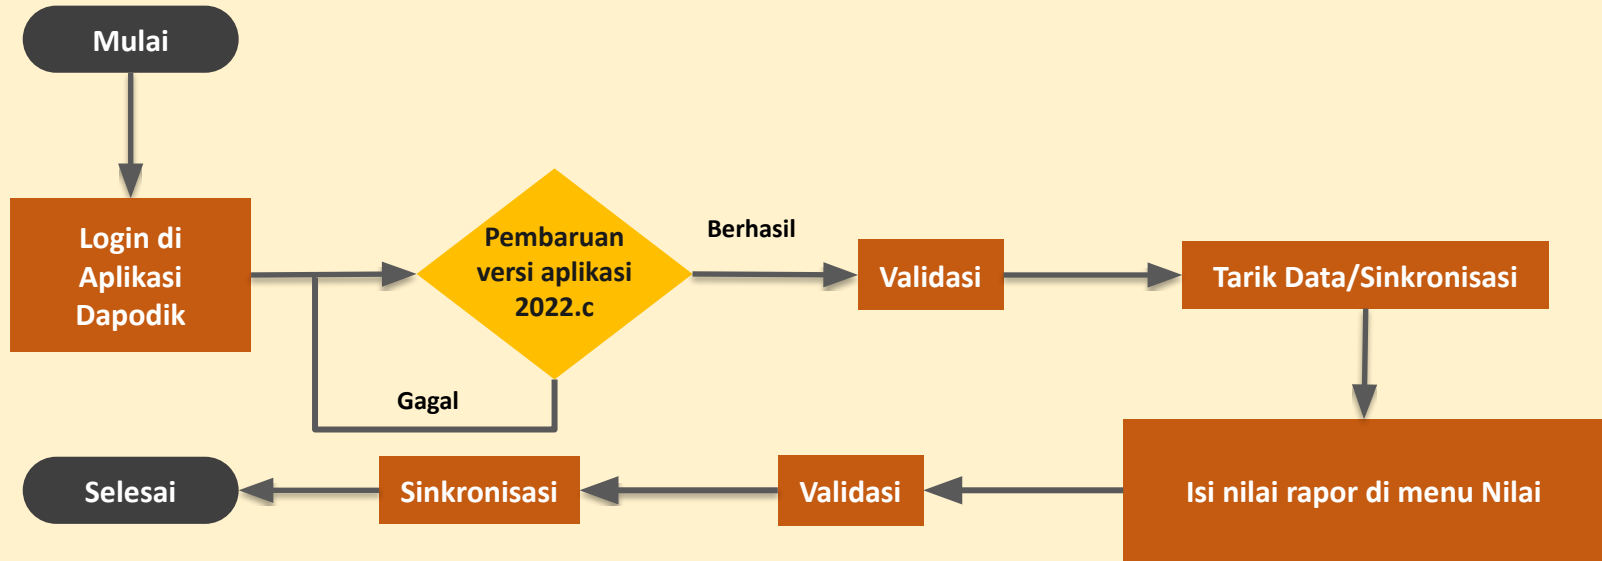 Mulai
Login di
Aplikasi
Dapodik
Pembaruan
versi aplikasi
2022.c
Berhasil
Gagal
Validasi
Tarik Data/Sinkronisasi
Isi nilai rapor di menu Nilai
Validasi
Sinkronisasi
Selesai